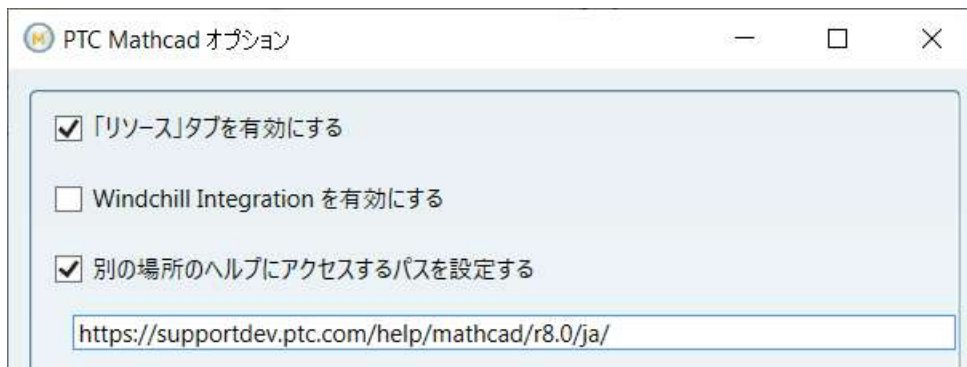 PTC Mathcad オプション
「リソース」タブを有効にする
Windchill Integration を有効にする
別の場所のヘルプにアクセスするパスを設定する
https://supportdev.ptc.com/help/mathcad/r8.0/ja/